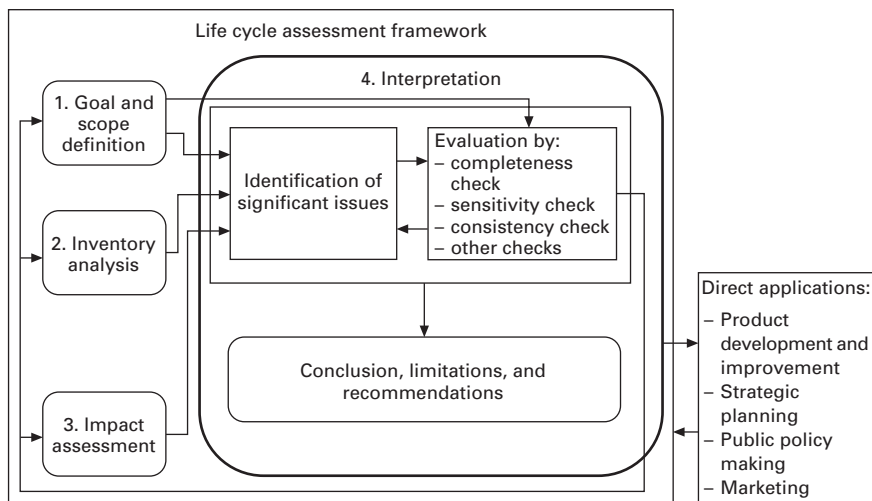 Life cycle assessment framework
4. Interpretation
1. Goal and
scope
definition
Identification of
significant issues
Evaluation by:
– completeness
check
– sensitivity check
– consistency check
– other checks
2. Inventory
analysis
3. Impact
assessment
Conclusion, limitations, and
recommendations
Direct applications:
– Product
development and
improvement
– Strategic
planning
– Public policy
making
– Marketing